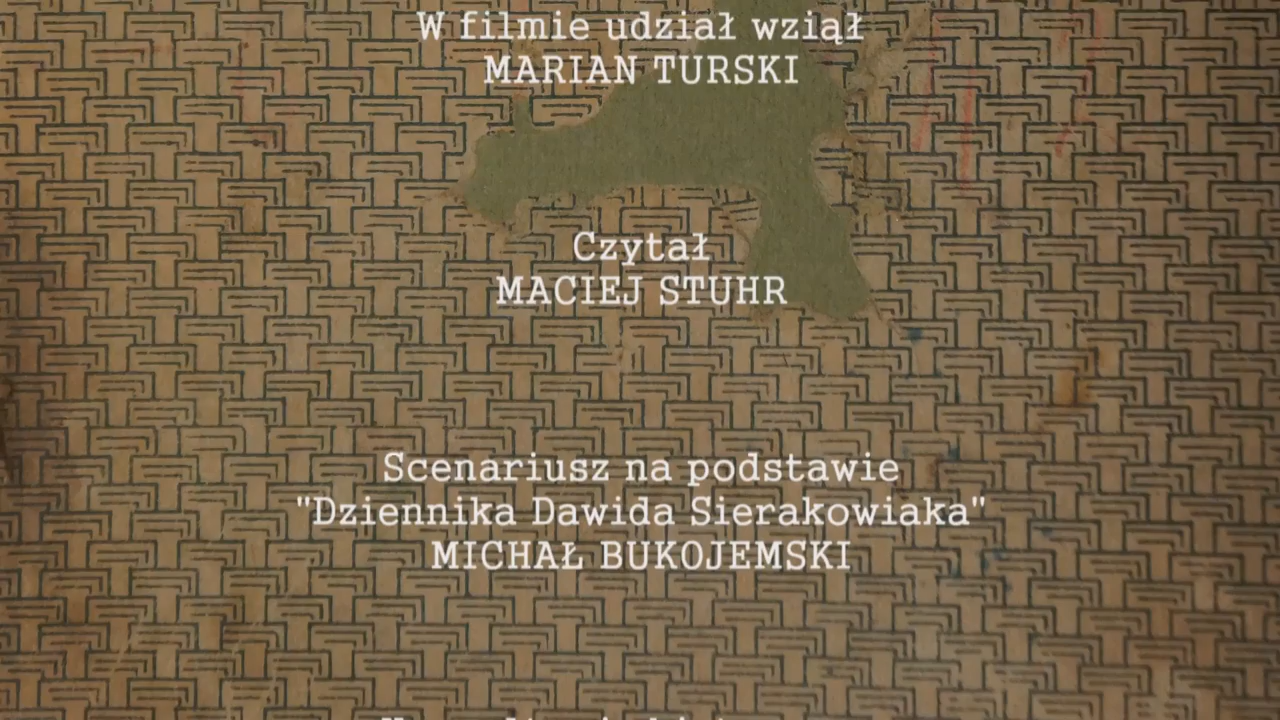 W filmie udział wziął
MARIAN TURSKI
Czytał
MACIEJ STUHR
Scenariusz na podstawie
"Dziennika Dawida Sierakowiaka"
MICHAŁ BUKOJEMSKI